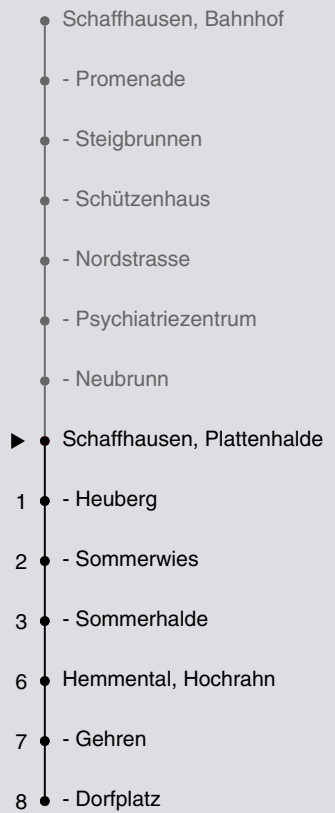 Schaffhausen, Bahnhof
- Promenade
- Steigbrunnen
- Schützenhaus
- Nordstrasse
- Psychiatriezentrum
- Neubrunn
Schaffhausen, Plattenhalde
1 - Heuberg
2 - Sommerwies
3 - Sommerhalde
6 Hemmental, Hochrahn
7 - Gehren
8 - Dorfplatz